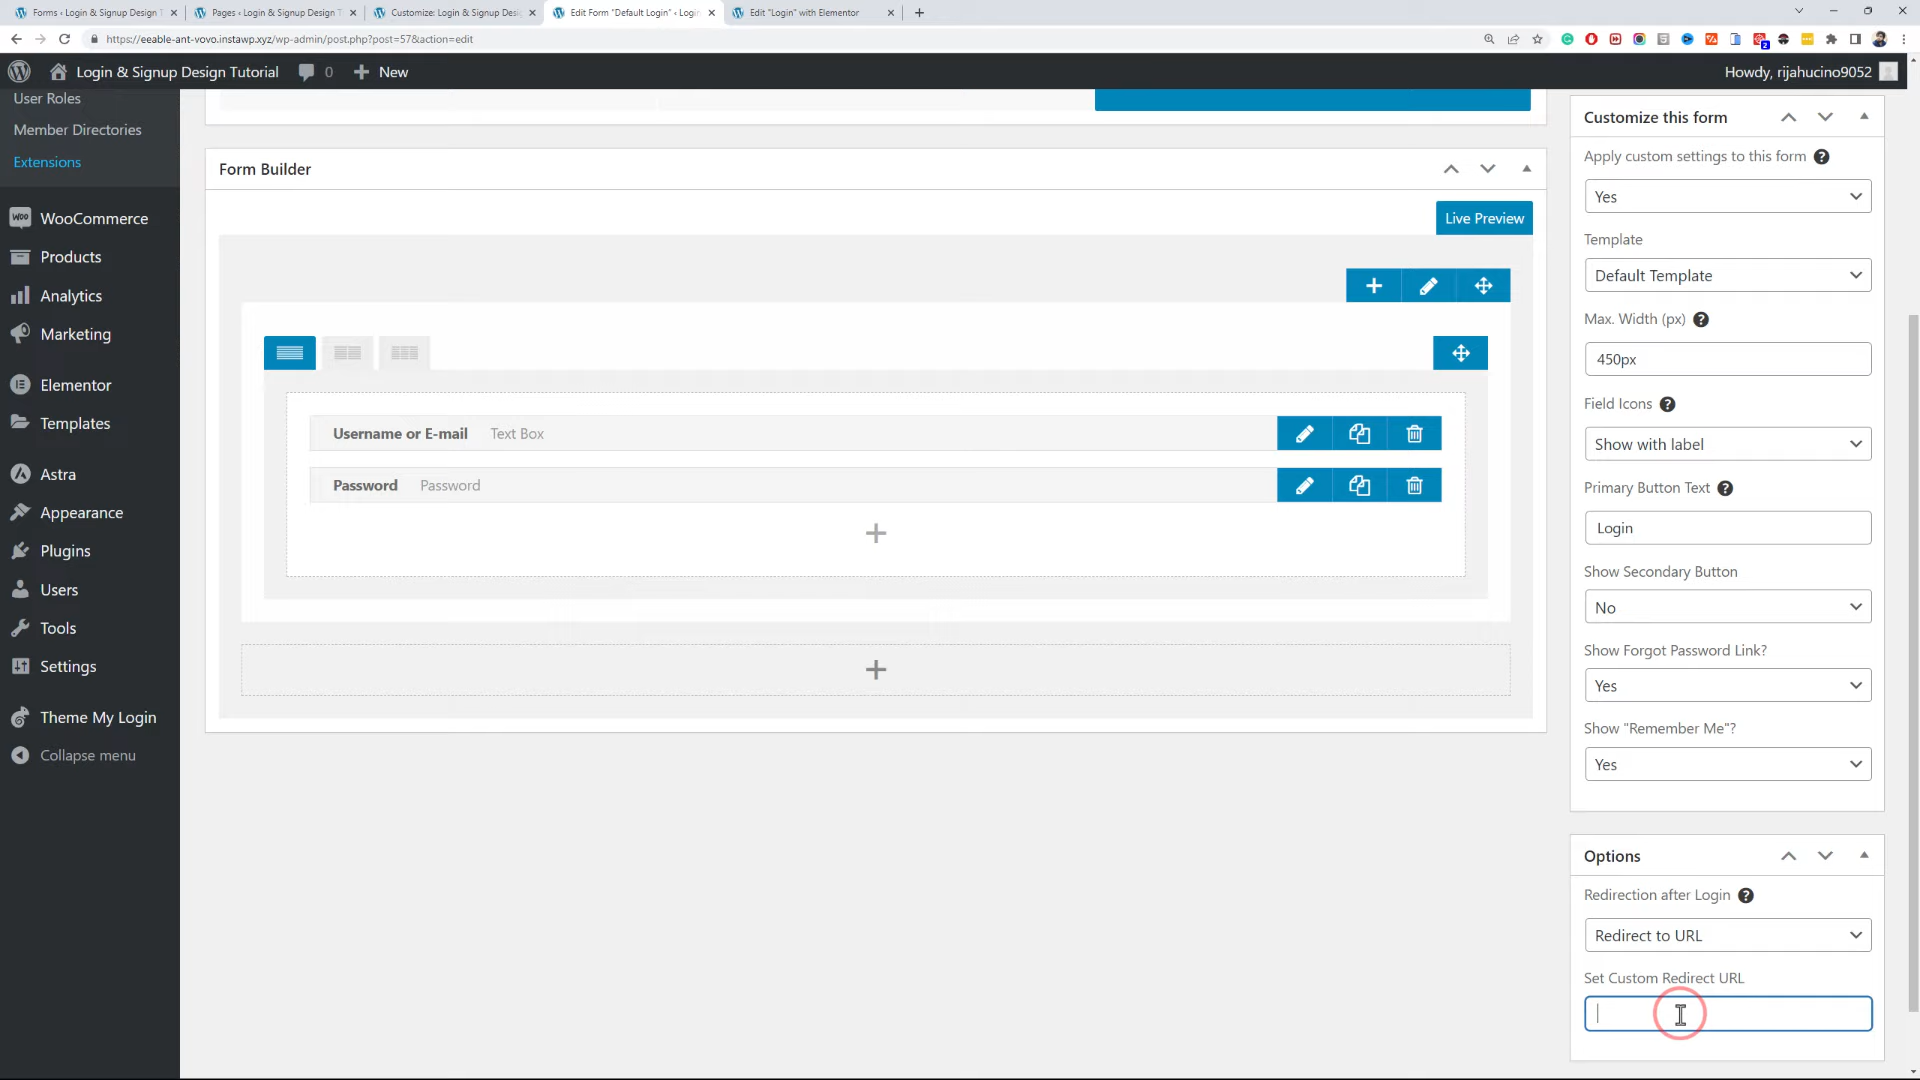 Forms ‹ Login & Signup Design T
Pages ‹ Login & Signup Design T
Customize: Login & Signup Desi
Edit Form "Default Login" ‹ Login
Edit "Login" with Elementor
https://eeable-ant-vovo.instawp.xyz/wp-admin/post.php?post=57&action=edit
Login & Signup Design Tutorial
0
New
Howdy, rijahucino9052
User Roles
Member Directories
Extensions
WooCommerce
Products
Analytics
Marketing
Elementor
Templates
Astra
Appearance
Plugins
Users
Tools
Settings
Theme My Login
Collapse menu
Form Builder
Live Preview
Username or E-mail Text Box
Password Password
Customize this form
Apply custom settings to this form
Yes
Template
Default Template
Max. Width (px)
450px
Field Icons
Show with label
Primary Button Text
Login
Show Secondary Button
No
Show Forgot Password Link?
Yes
Show "Remember Me"?
Yes
Options
Redirection after Login
Redirect to URL
Set Custom Redirect URL